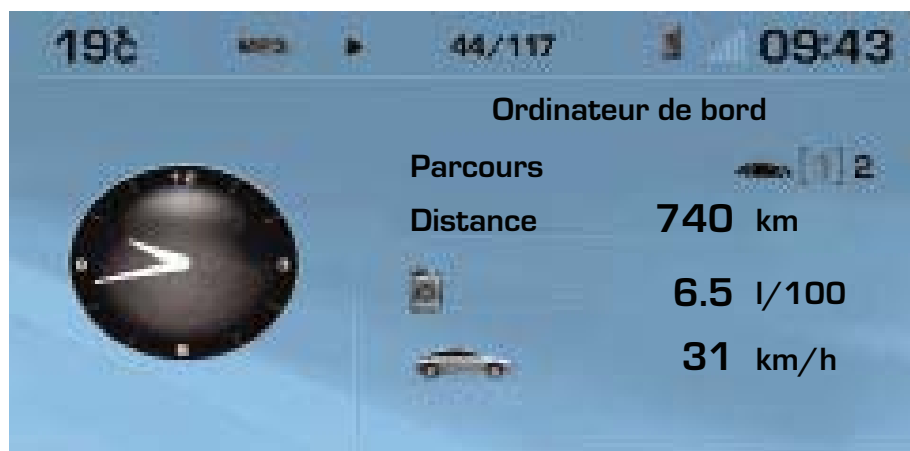 19°c MP3 44/117 09:43
Ordinateur de bord
Parcours [1] 2
Distance 740 km
6.5 l/100
31 km/h